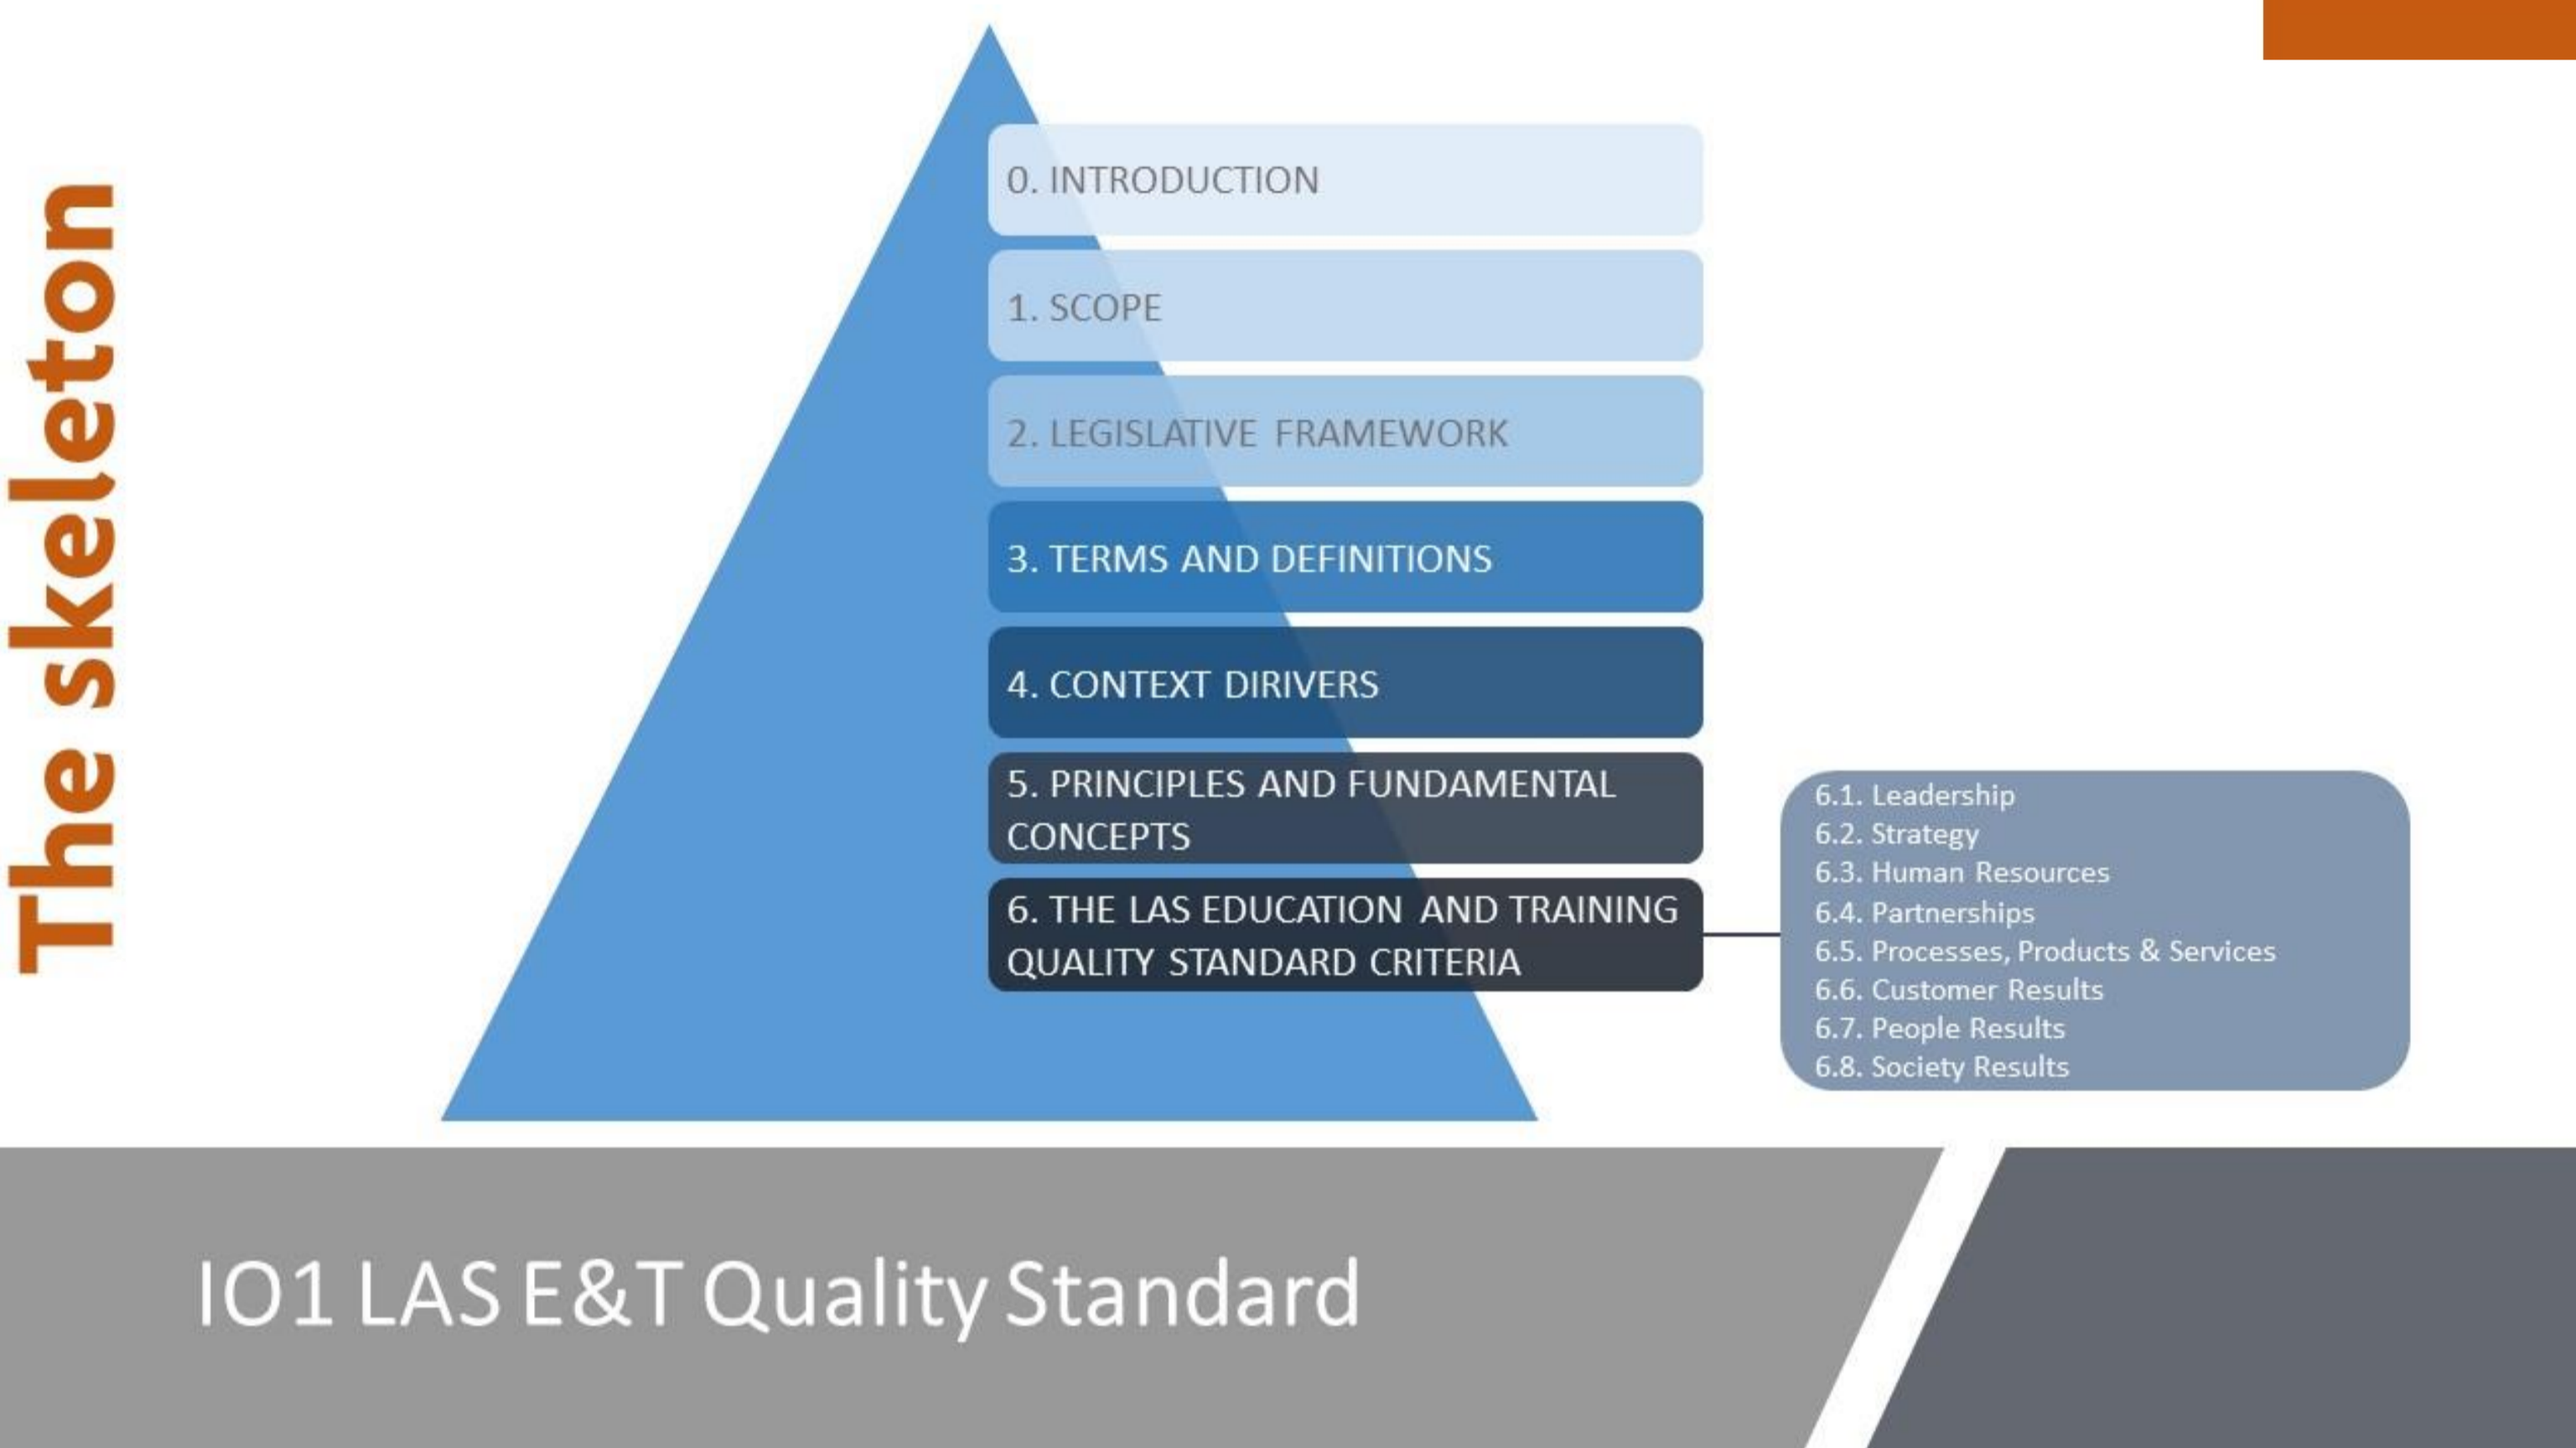 The skeleton
0. INTRODUCTION
1. SCOPE
2. LEGISLATIVE FRAMEWORK
3. TERMS AND DEFINITIONS
4. CONTEXT DIRIVERS
5. PRINCIPLES AND FUNDAMENTAL
CONCEPTS
6. THE LAS EDUCATION AND TRAINING
QUALITY STANDARD CRITERIA
6.1. Leadership
6.2. Strategy
6.3. Human Resources
6.4. Partnerships
6.5. Processes, Products & Services
6.6. Customer Results
6.7. People Results
6.8. Society Results
IO1 LAS E&T Quality Standard